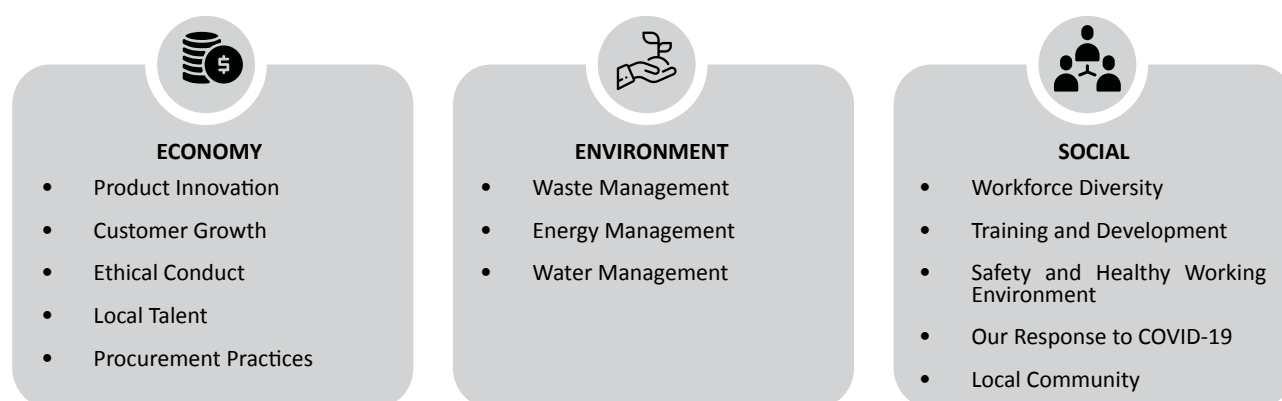 $
ECONOMY
• Product Innovation
• Customer Growth
• Ethical Conduct
• Local Talent
• Procurement Practices
ENVIRONMENT
• Waste Management
• Energy Management
• Water Management
SOCIAL
• Workforce Diversity
• Training and Development
• Safety and Healthy Working
Environment
• Our Response to COVID-19
• Local Community